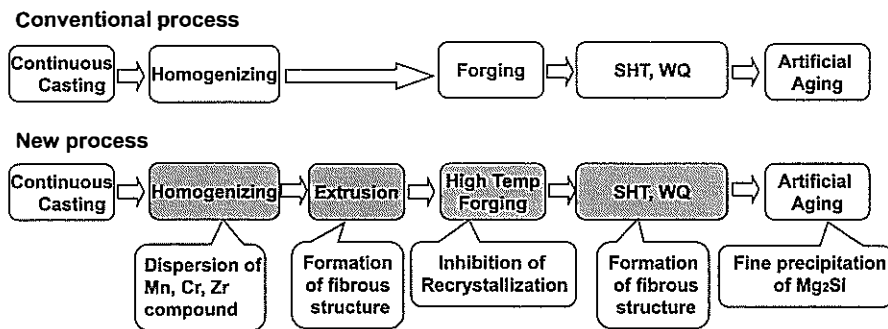 Conventional process
Continuous
Casting
Homogenizing
Forging
SHT, WQ
Artificial
Aging
New process
Continuous
Casting
Homogenizing
Extrusion
High Temp
Forging
SHT, WQ
Artificial
Aging
Dispersion of
Mn, Cr, Zr
compound
Formation
of fibrous
structure
Inhibition of
Recrystallization
Formation
of fibrous
structure
Fine precipitation
of Mg₂Si